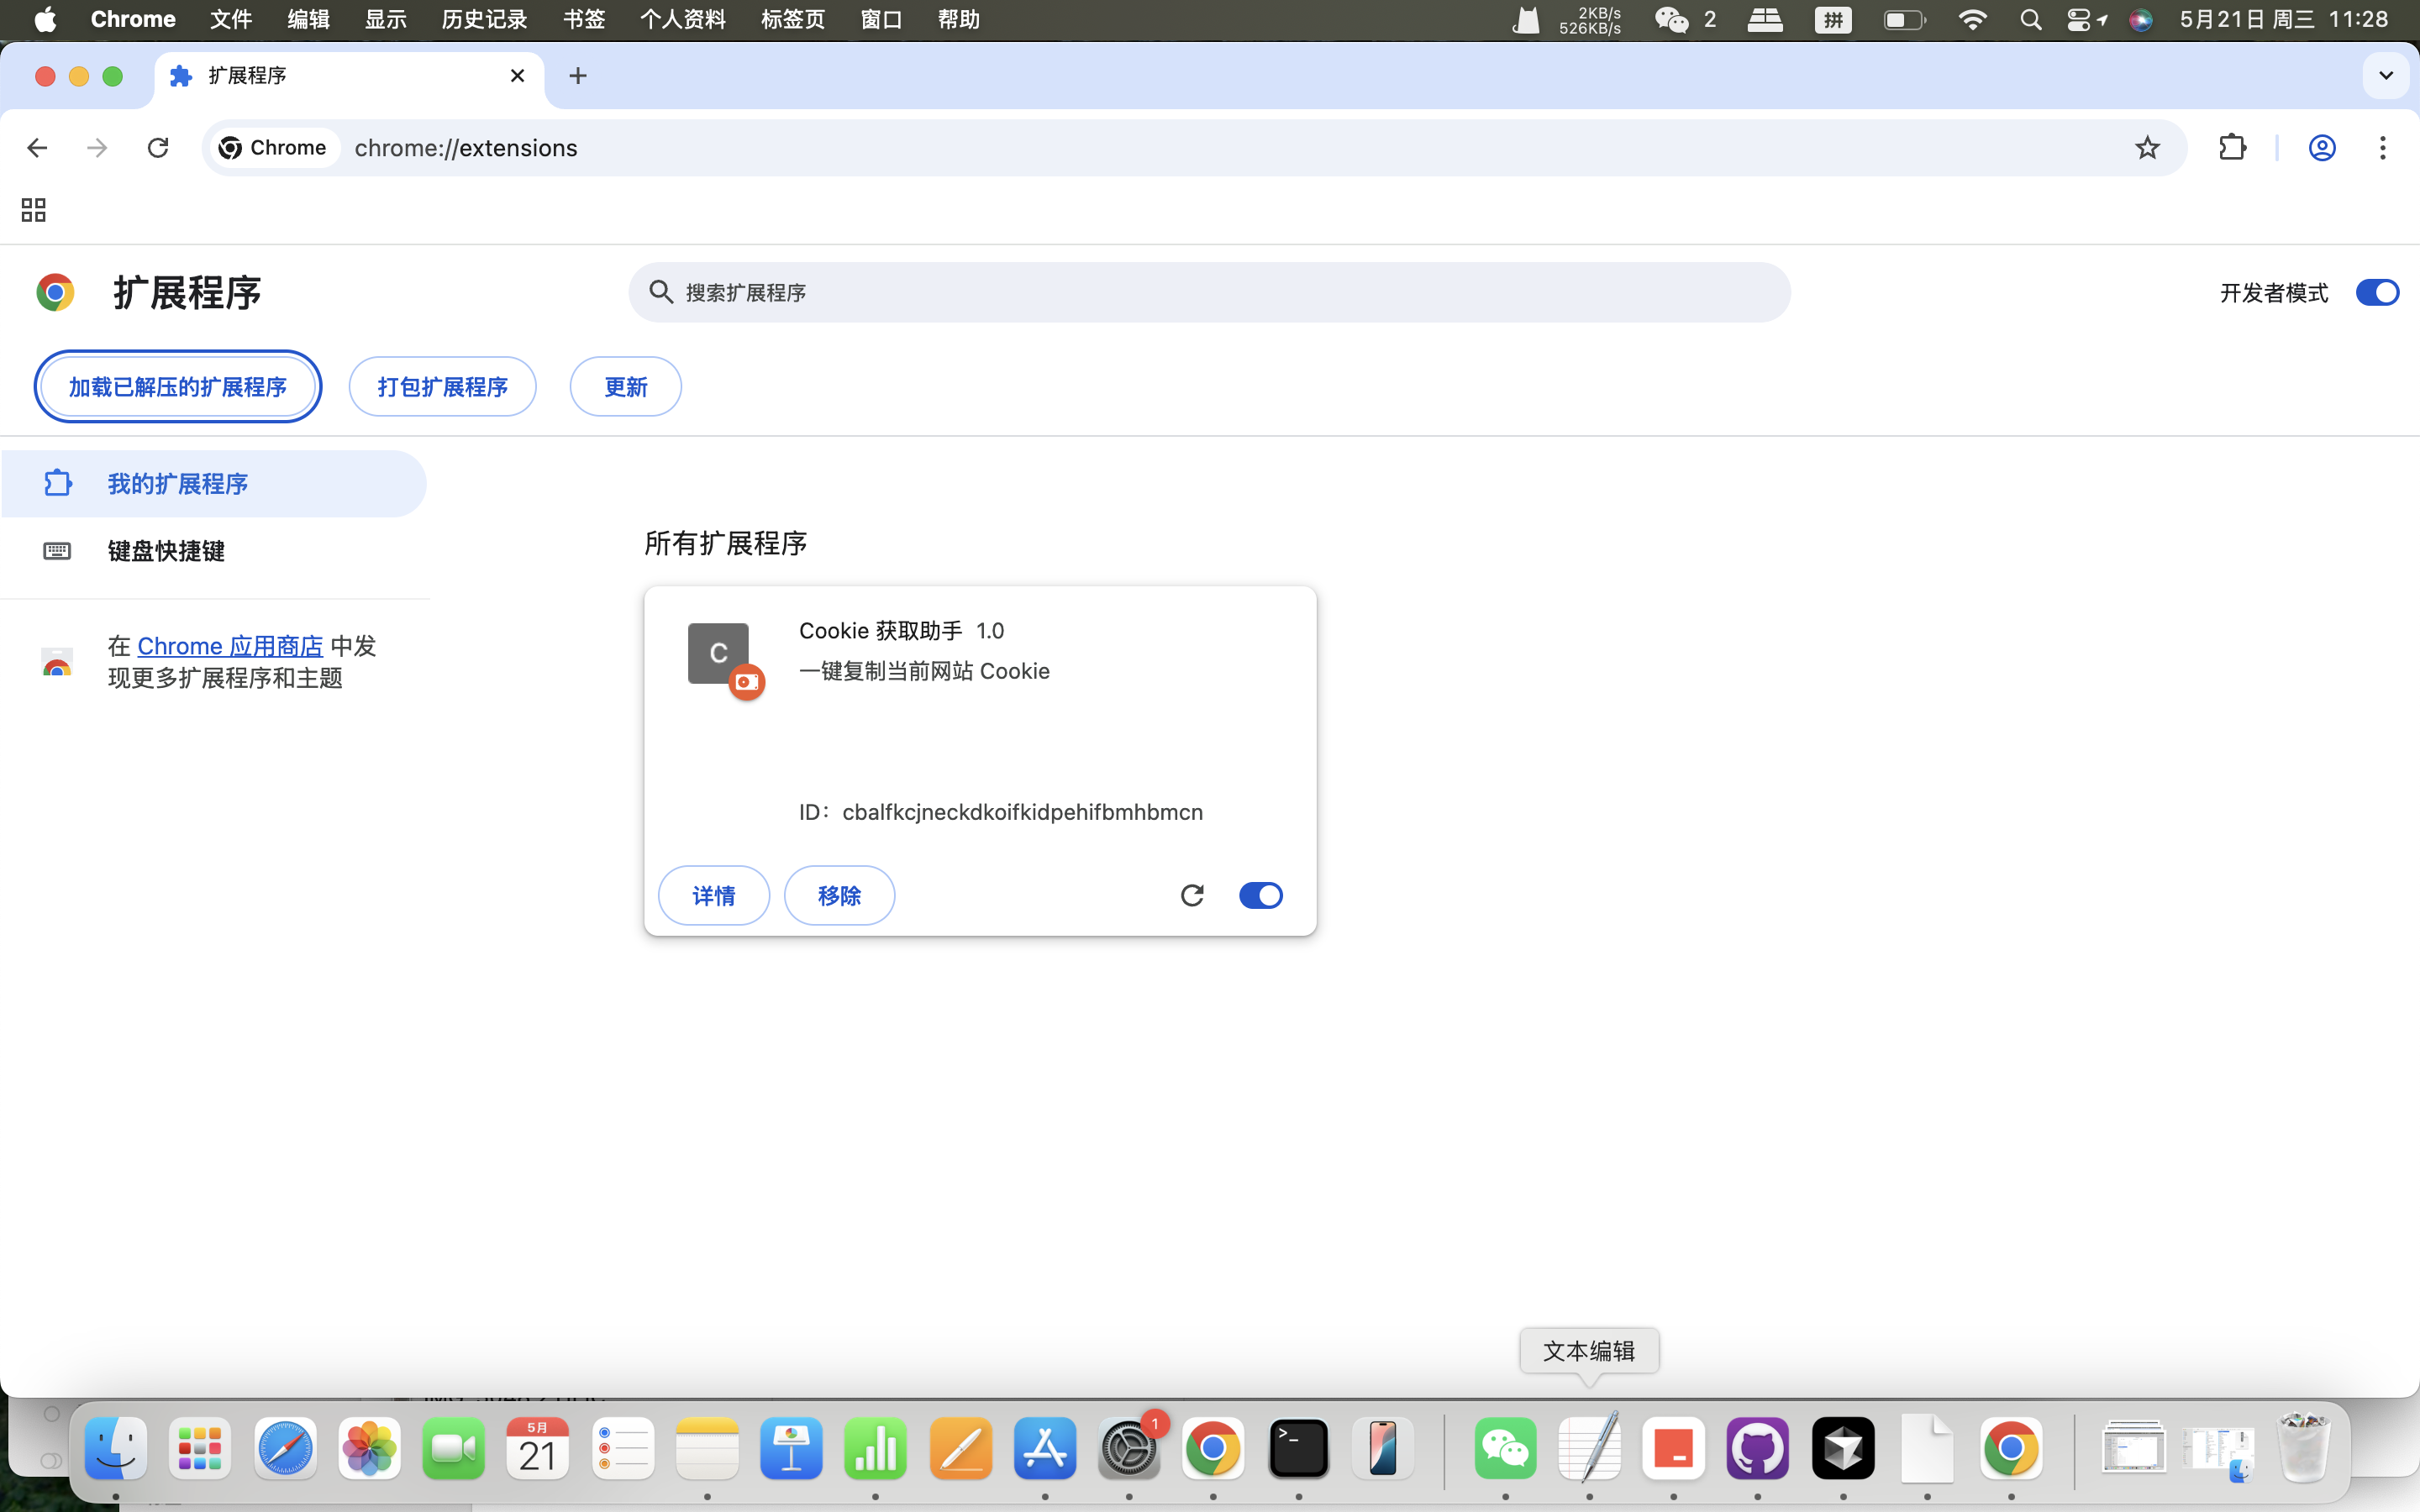 Chrome 文件 编辑 显示 历史记录 书签 个人资料 标签页 窗口 帮助 2KB/s 526KB/s 2 拼 5月21日 周三 11:28
扩展程序
Chrome chrome://extensions
扩展程序 搜索扩展程序 开发者模式
加载已解压的扩展程序 打包扩展程序 更新
我的扩展程序
键盘快捷键
在 Chrome 应用商店 中发
现更多扩展程序和主题
所有扩展程序
C
Cookie 获取助手 1.0
一键复制当前网站 Cookie
ID： cbalfkcjneckdkoifkidpehifbmhbmcn
详情 移除
文本编辑
5月
21
1
>_